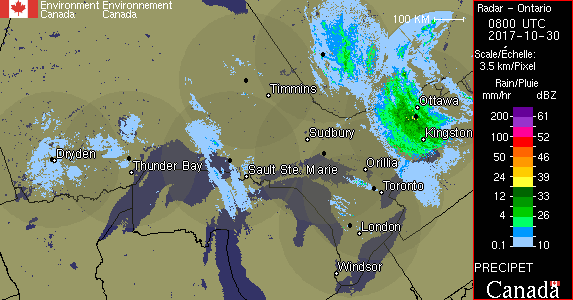 Environment Environnement
Canada Canada
100 KM
Radar - Ontario
0800 UTC
2017-10-30
Scale/Échelle:
3.5 km/Pixel
Rain/Pluie
mm/hr dBZ
200 61
100 52
50 46
24 39
12 33
4 26
0.1 10
Timmins
Ottawa
Sudbury
Kingston
Dryden
Thunder Bay
Sault Ste. Marie
Orillia
Toronto
London
Windsor
PRECIPET
Canada